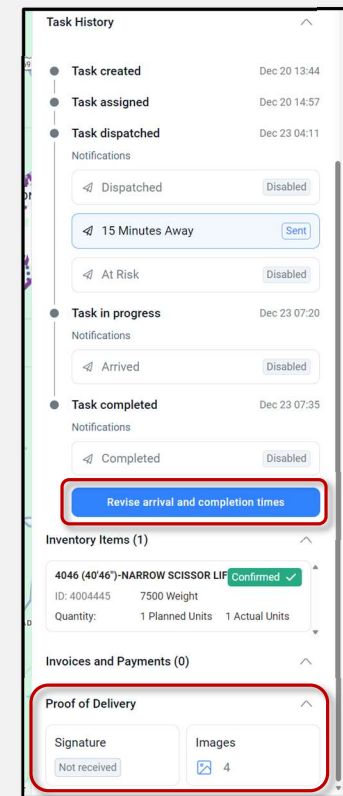 Task History
Task created Dec 20 13:44
Task assigned Dec 20 14:57
Task dispatched Dec 23 04:11
Notifications
Dispatched Disabled
15 Minutes Away Sent
At Risk Disabled
Task in progress Dec 23 07:20
Notifications
Arrived Disabled
Task completed Dec 23 07:35
Notifications
Completed Disabled
Revise arrival and completion times
Inventory Items (1)
4046 (40'46")-NARROW SCISSOR LIF Confirmed
ID: 4004445 7500 Weight
Quantity: 1 Planned Units 1 Actual Units
Invoices and Payments (0)
Proof of Delivery
Signature Images
Not received 4